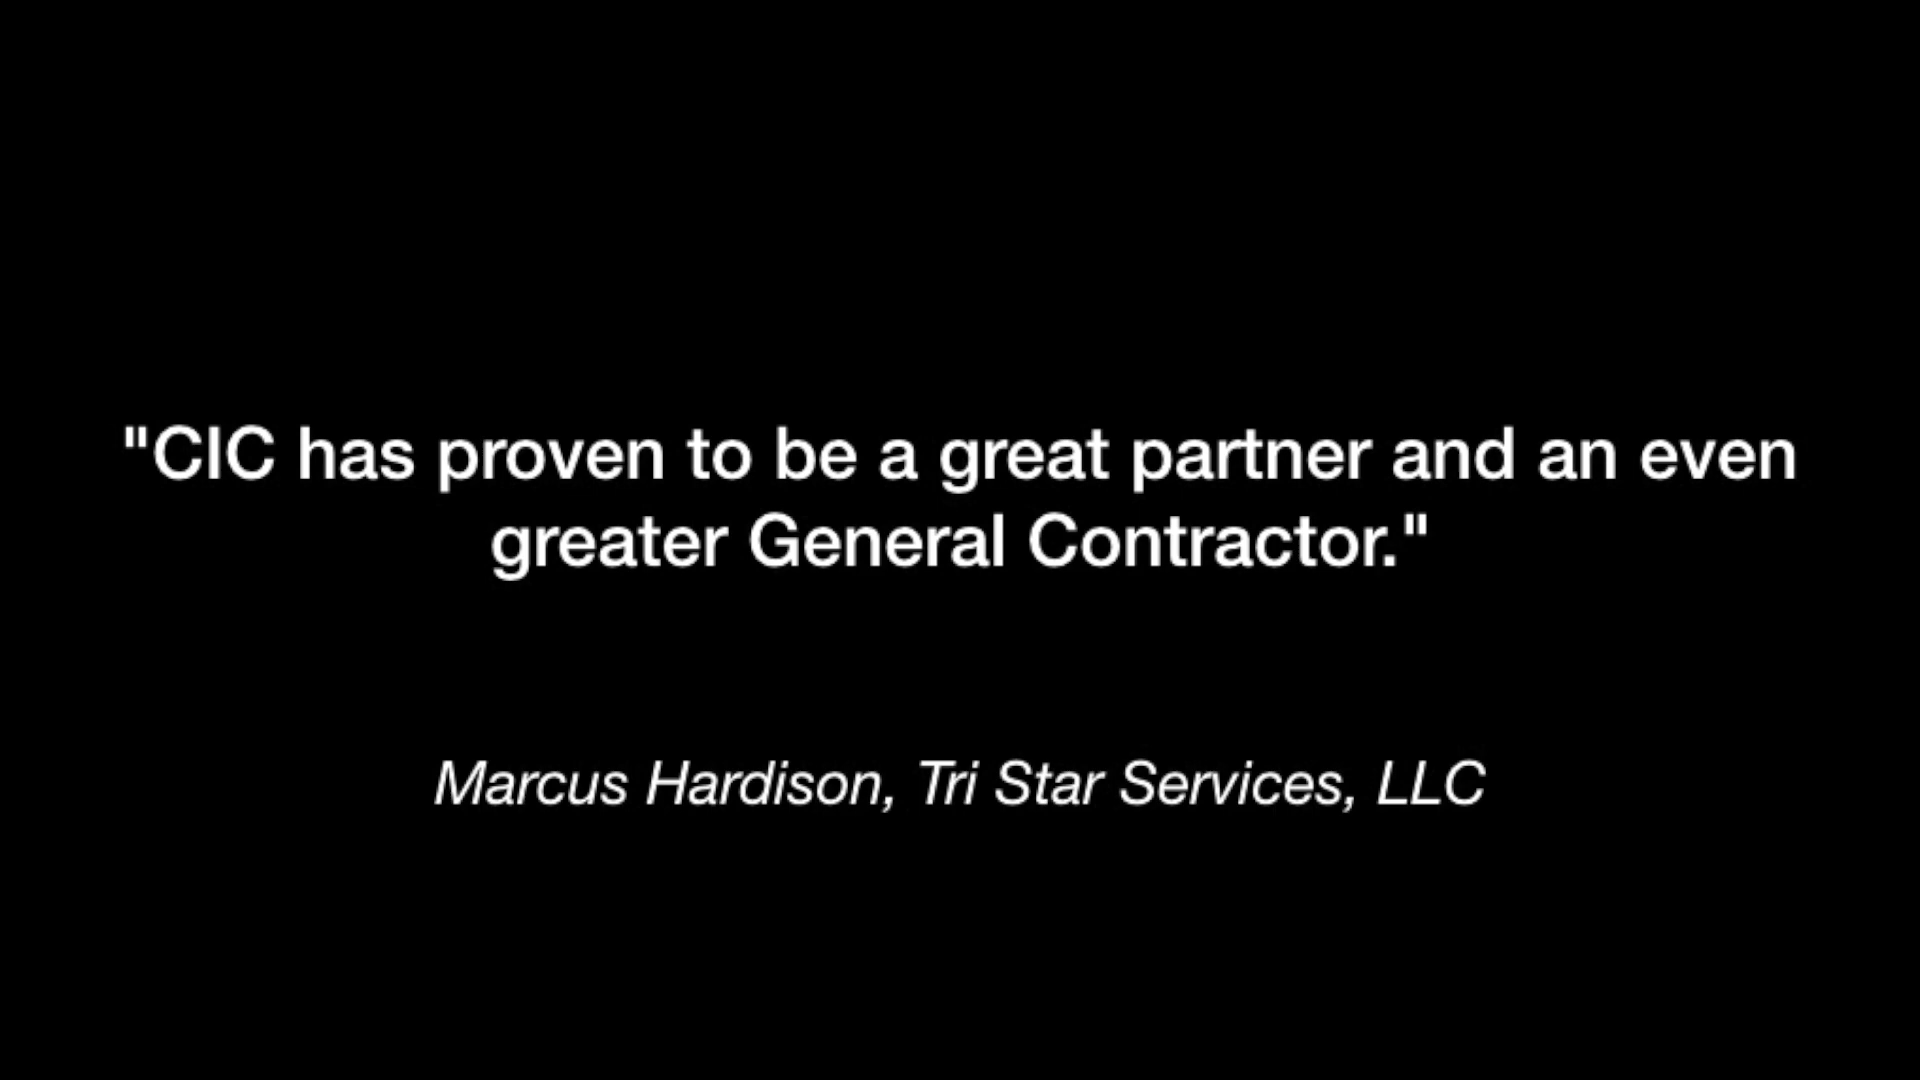 "CIC has proven to be a great partner and an even
greater General Contractor."
Marcus Hardison, Tri Star Services, LLC